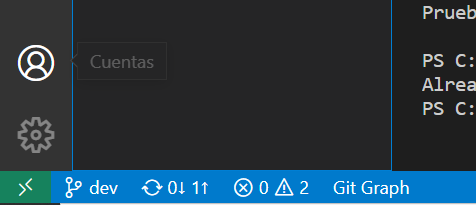 Prueb
Cuentas
PS C:
Alrea
PS C:
dev 0↓ 1↑ 0 2 Git Graph